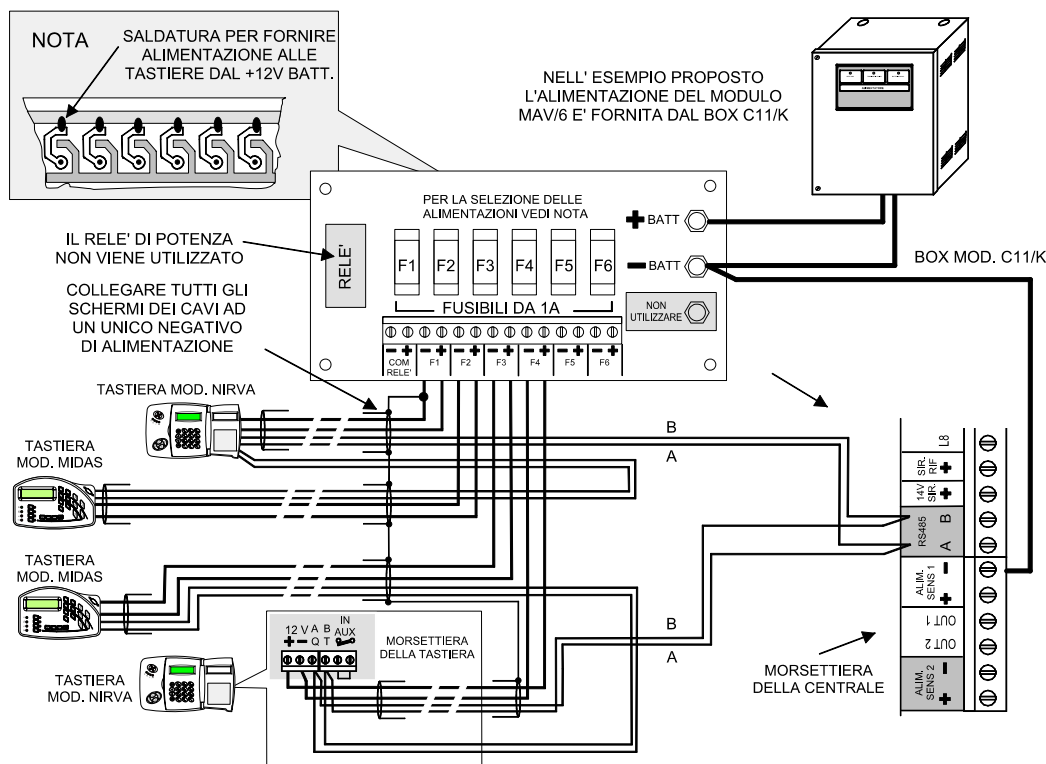 NOTA
SALDATURA PER FORNIRE
ALIMENTAZIONE ALLE
TASTIERE DAL +12V BATT.
NELL' ESEMPIO PROPOSTO
L'ALIMENTAZIONE DEL MODULO
MAV/6 E' FORNITA DAL BOX C11/K
PER LA SELEZIONE DELLE
ALIMENTAZIONI VEDI NOTA
+ BATT
- BATT
BOX MOD. C11/K
IL RELE' DI POTENZA
NON VIENE UTILIZZATO
RELE'
F1 F2 F3 F4 F5 F6
FUSIBILI DA 1A
NON
UTILIZZARE
COLLEGARE TUTTI GLI
SCHERMI DEI CAVI AD
UN UNICO NEGATIVO
DI ALIMENTAZIONE
- + - + - + - + - + - + - +
COM
RELE'
F1 F2 F3 F4 F5 F6
TASTIERA MOD. NIRVA
TASTIERA
MOD. MIDAS
TASTIERA
MOD. MIDAS
TASTIERA
MOD. NIRVA
B
A
B
A
12 V A B IN
+ - Q T AUX
MORSETTIERA
DELLA TASTIERA
L8
SIR.
RIF +
14V
SIR. +
RS485
B
A
ALIM.
SENS 1
-
+
OUT 1
OUT 2
ALIM.
SENS 2
-
+
MORSETTIERA
DELLA CENTRALE